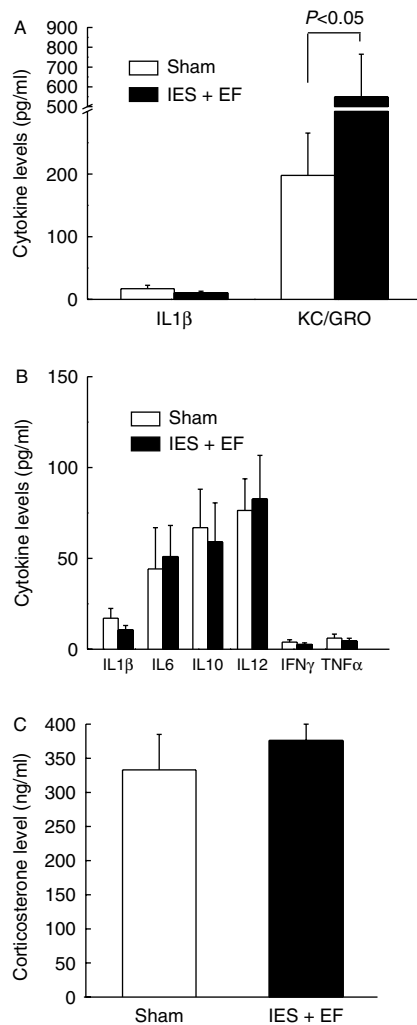 A
P<0.05
900
800
700
600
500
200
100
0
Cytokine levels (pg/ml)
Sham
IES + EF
IL1β
KC/GRO
B
150
100
50
0
Cytokine levels (pg/ml)
Sham
IES + EF
IL1β IL6 IL10 IL12 IFNγ TNFα
C
400
350
300
250
200
150
100
50
0
Corticosterone level (ng/ml)
Sham
IES + EF